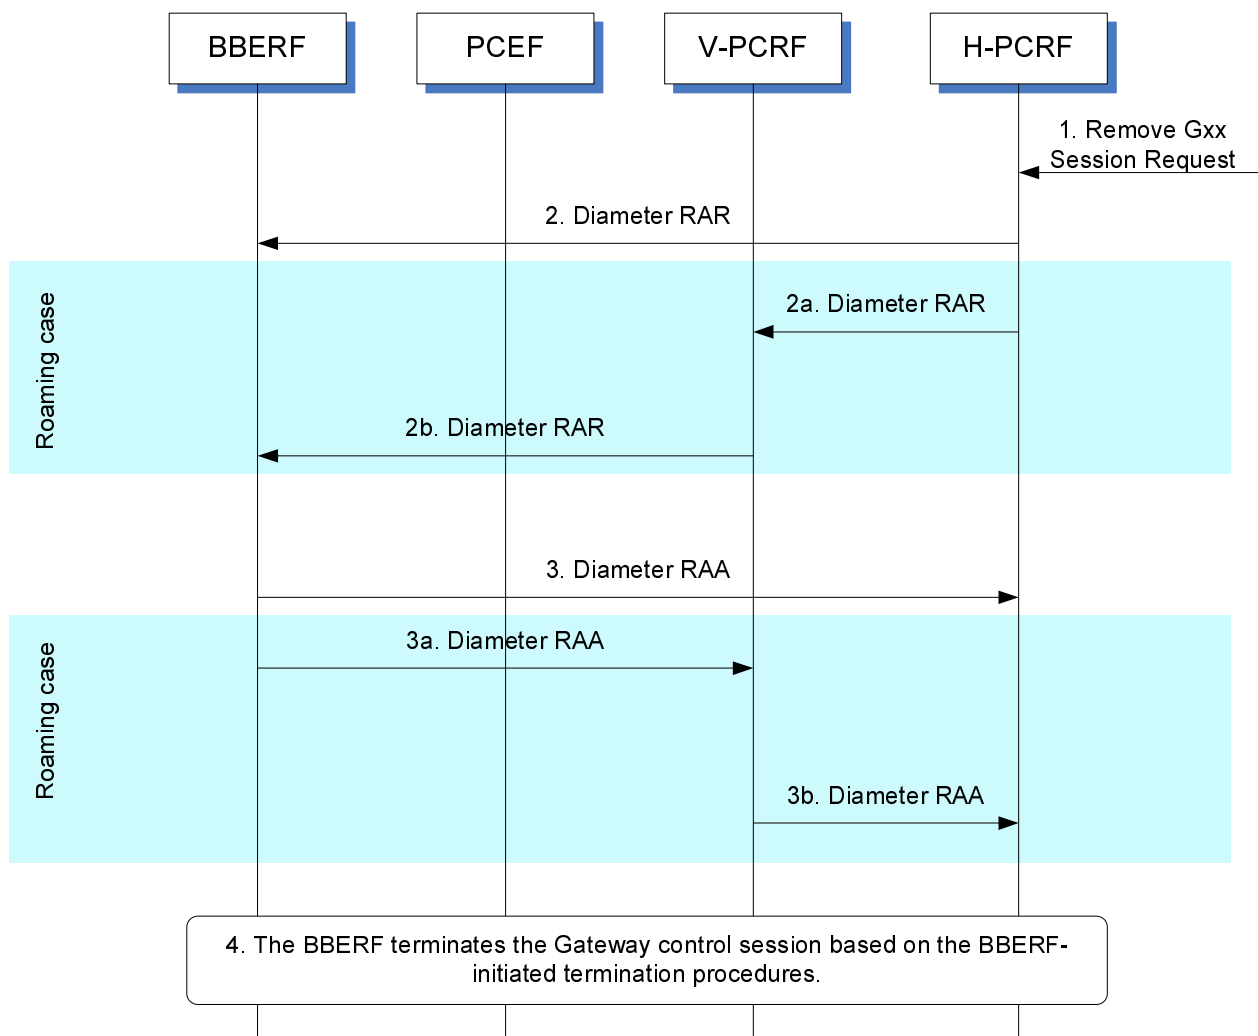 BBERF
PCEF
V-PCRF
H-PCRF
1. Remove Gxx
Session Request
2. Diameter RAR
Roaming case
2a. Diameter RAR
2b. Diameter RAR
3. Diameter RAA
Roaming case
3a. Diameter RAA
3b. Diameter RAA
4. The BBERF terminates the Gateway control session based on the BBERF-
initiated termination procedures.